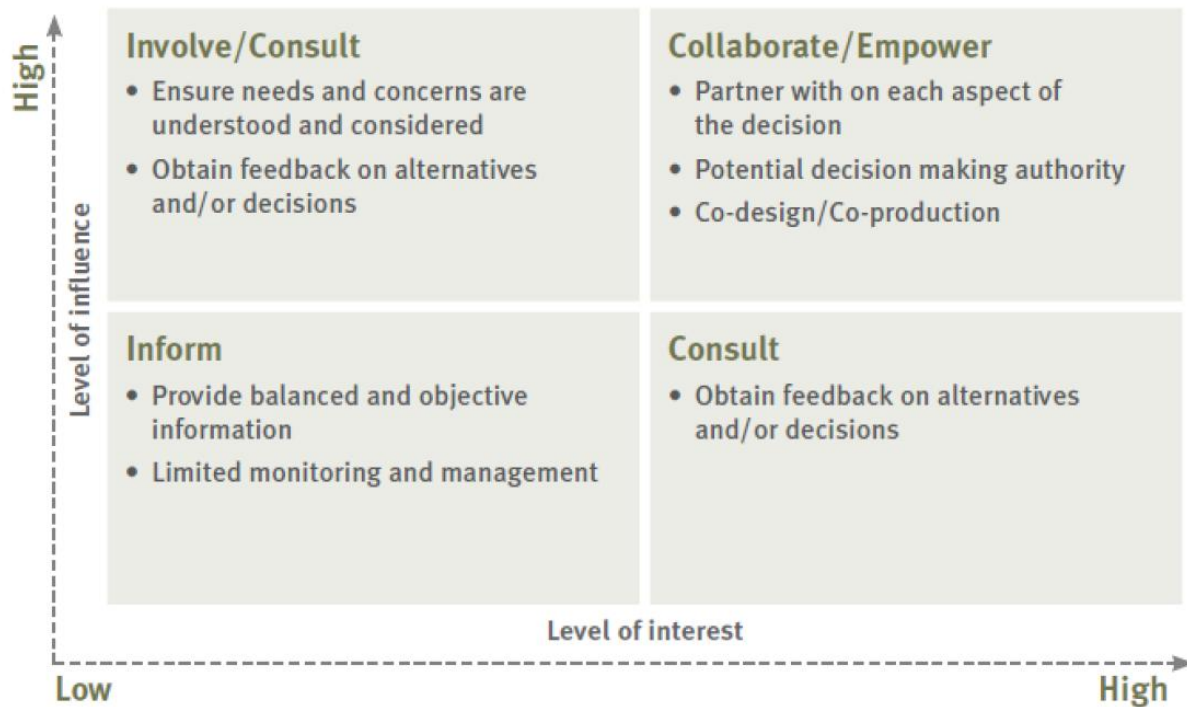 High
Level of influence
Involve/Consult
• Ensure needs and concerns are
understood and considered
• Obtain feedback on alternatives
and/or decisions
Collaborate/Empower
• Partner with on each aspect of
the decision
• Potential decision making authority
• Co-design/Co-production
Inform
• Provide balanced and objective
information
• Limited monitoring and management
Consult
• Obtain feedback on alternatives
and/or decisions
Level of interest
Low
High